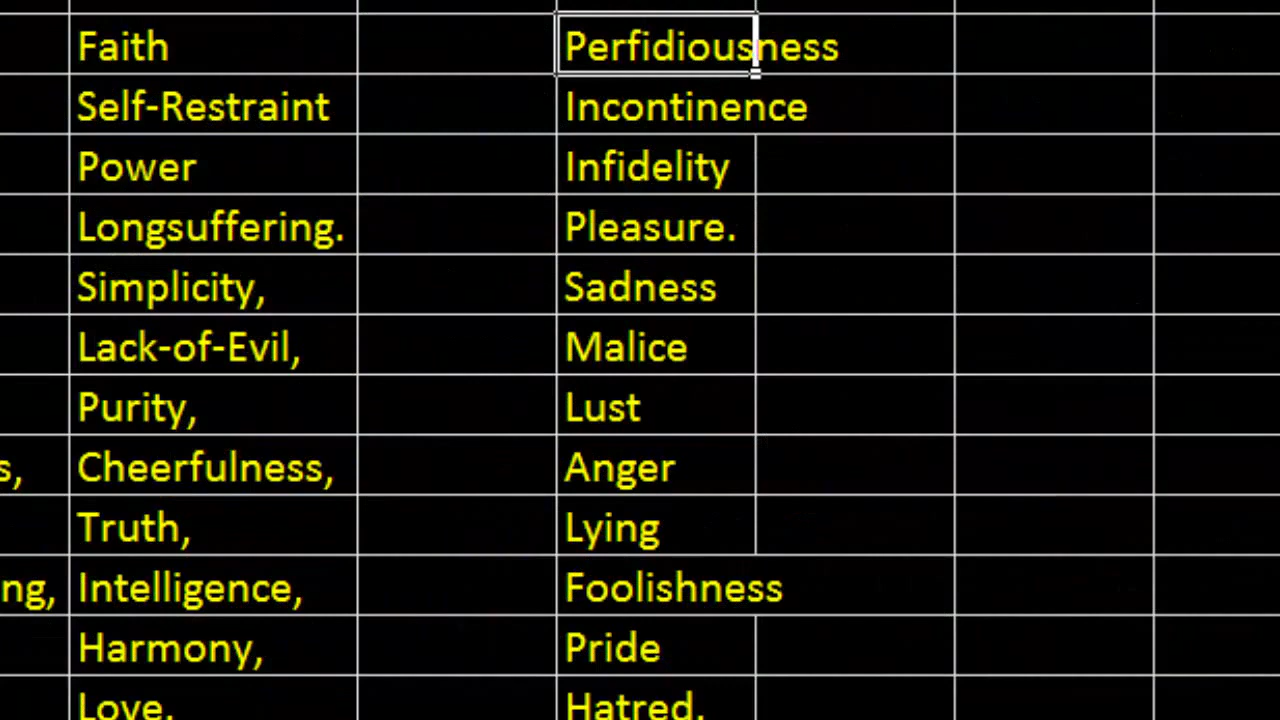 Faith Perfidiousness
Self-Restraint Incontinence
Power Infidelity
Longsuffering. Pleasure.
Simplicity, Sadness
Lack-of-Evil, Malice
Purity, Lust
s, Cheerfulness, Anger
Truth, Lying
ng, Intelligence, Foolishness
Harmony, Pride
Love. Hatred.